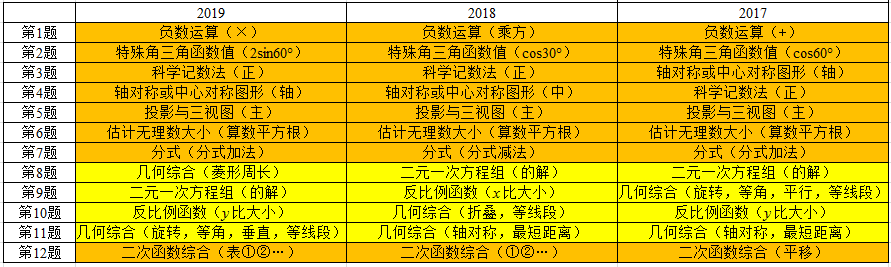 2019 2018 2017
第1题 负数运算（×） 负数运算（乘方） 负数运算（+）
第2题 特殊角三角函数值（2sin60°） 特殊角三角函数值（cos30°） 特殊角三角函数值（cos60°）
第3题 科学记数法（正） 科学记数法（正） 轴对称或中心对称图形（轴）
第4题 轴对称或中心对称图形（轴） 轴对称或中心对称图形（中） 科学记数法（正）
第5题 投影与三视图（主） 投影与三视图（主） 投影与三视图（主）
第6题 估计无理数大小（算数平方根） 估计无理数大小（算数平方根） 估计无理数大小（算数平方根）
第7题 分式（分式加法） 分式（分式减法） 分式（分式加法）
第8题 几何综合（菱形周长） 二元一次方程组（的解） 二元一次方程组（的解）
第9题 二元一次方程组（的解） 反比例函数（x比大小） 几何综合（旋转，等角，平行，等线段）
第10题 反比例函数（y比大小） 几何综合（折叠，等线段） 反比例函数（y比大小）
第11题 几何综合（旋转，等角，垂直，等线段） 几何综合（轴对称，最短距离） 几何综合（轴对称，最短距离）
第12题 二次函数综合（表①②…） 二次函数综合（①②…） 二次函数综合（平移）